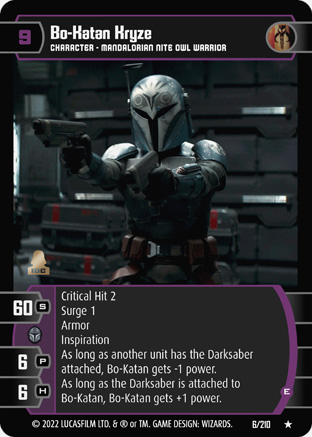 9
Bo-Katan Kryze
CHARACTER - MANDALORIAN NITE OWL WARRIOR
60 S
6 P
6 H
Critical Hit 2
Surge 1
Armor
Inspiration
As long as another unit has the Darksaber
attached, Bo-Katan gets -1 power.
As long as the Darksaber is attached to
Bo-Katan, Bo-Katan gets +1 power.
E
© 2022 LUCASFILM LTD. & ® or TM. GAME DESIGN: WIZARDS.
6/210 ★